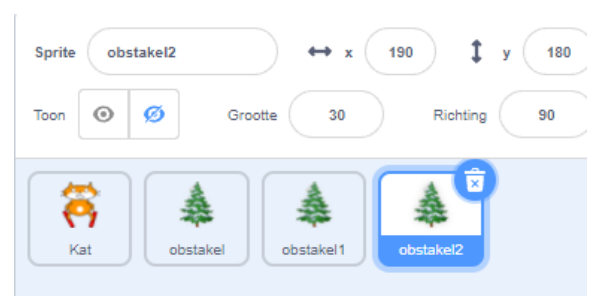 Sprite obstakel2 x 190 y 180
Toon Grootte 30 Richting 90
Kat obstakel obstakel1 obstakel2